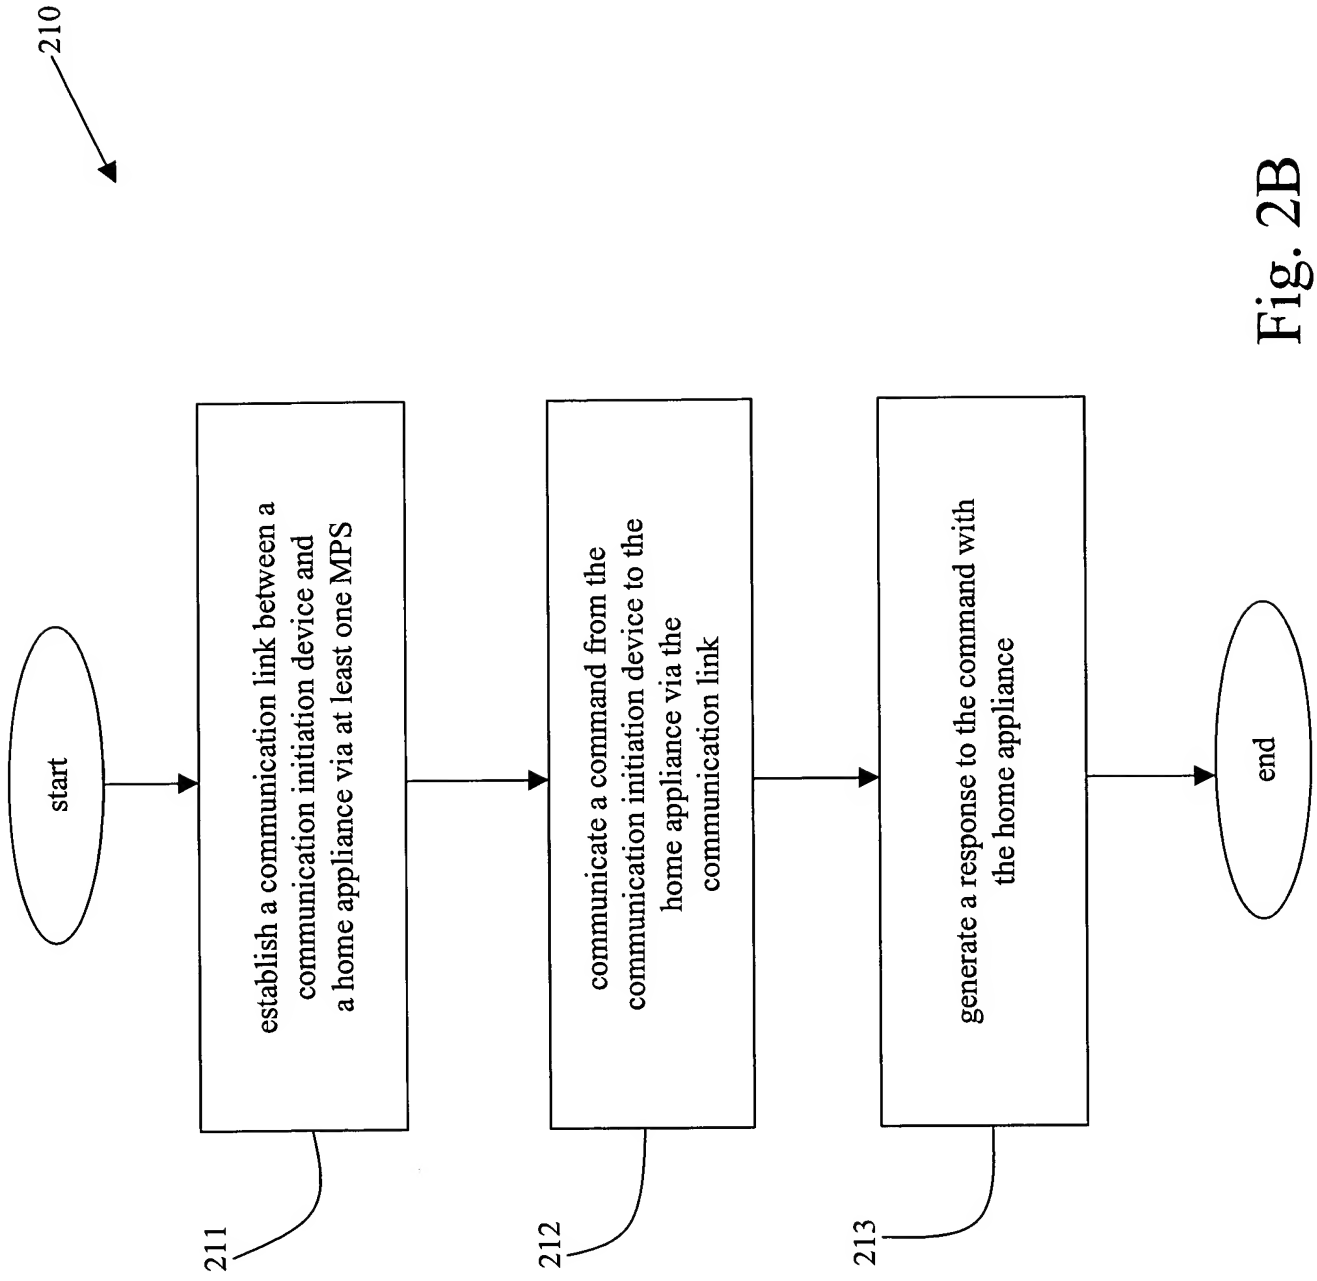 210
start
211
establish a communication link between a
communication initiation device and
a home appliance via at least one MPS
212
communicate a command from the
communication initiation device to the
home appliance via the
communication link
213
generate a response to the command with
the home appliance
end
Fig. 2B